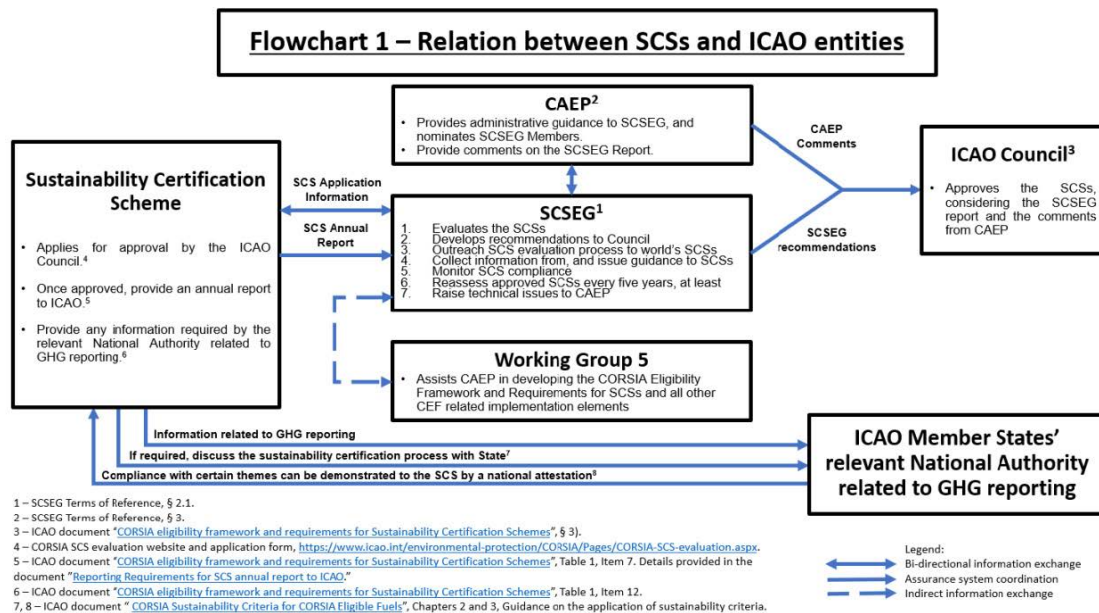 Flowchart 1 – Relation between SCSs and ICAO entities
CAEP2
• Provides administrative guidance to SCSEG, and
nominates SCSEG Members.
• Provide comments on the SCSEG Report.
CAEP
Comments
ICAO Council3
• Approves the SCSs,
considering the SCSEG
report and the comments
from CAEP
Sustainability Certification
Scheme
• Applies for approval by the ICAO
Council.4
• Once approved, provide an annual report
to ICAO.5
• Provide any information required by the
relevant National Authority related to
GHG reporting.6
SCS Application
Information
SCS Annual
Report
SCSEG1
1. Evaluates the SCSs
2. Develops recommendations to Council
3. Outreach SCS evaluation process to world's SCSs
4. Collect information from, and issue guidance to SCSs
5. Monitor SCS compliance
6. Reassess approved SCSs every five years, at least
7. Raise technical issues to CAEP
SCSEG
recommendations
Working Group 5
• Assists CAEP in developing the CORSIA Eligibility
Framework and Requirements for SCSs and all other
CEF related implementation elements
Information related to GHG reporting
If required, discuss the sustainability certification process with State7
Compliance with certain themes can be demonstrated to the SCS by a national attestation8
ICAO Member States'
relevant National Authority
related to GHG reporting
1 – SCSEG Terms of Reference, § 2.1.
2 – SCSEG Terms of Reference, § 3.
3 – ICAO document "CORSIA eligibility framework and requirements for Sustainability Certification Schemes", § 3).
4 – CORSIA SCS evaluation website and application form, https://www.icao.int/environmental-protection/CORSIA/Pages/CORSIA-SCS-evaluation.aspx.
5 – ICAO document "CORSIA eligibility framework and requirements for Sustainability Certification Schemes", Table 1, Item 7. Details provided in the
document "Reporting Requirements for SCS annual report to ICAO."
6 – ICAO document "CORSIA eligibility framework and requirements for Sustainability Certification Schemes", Table 1, Item 12.
7, 8 – ICAO document " CORSIA Sustainability Criteria for CORSIA Eligible Fuels", Chapters 2 and 3, Guidance on the application of sustainability criteria.
Legend:
Bi-directional information exchange
Assurance system coordination
Indirect information exchange